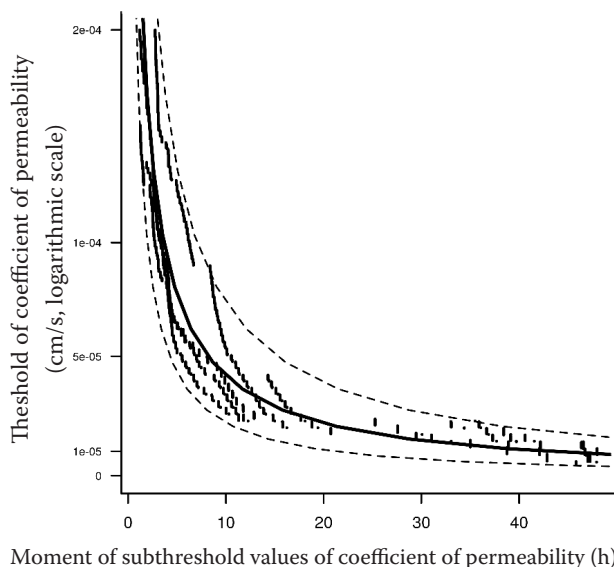 Theshold of coefficient of permeability
(cm/s, logarithmic scale)
2e-04
1e-04
5e-05
1e-05
0
0 10 20 30 40
Moment of subthreshold values of coefficient of permeability (h)